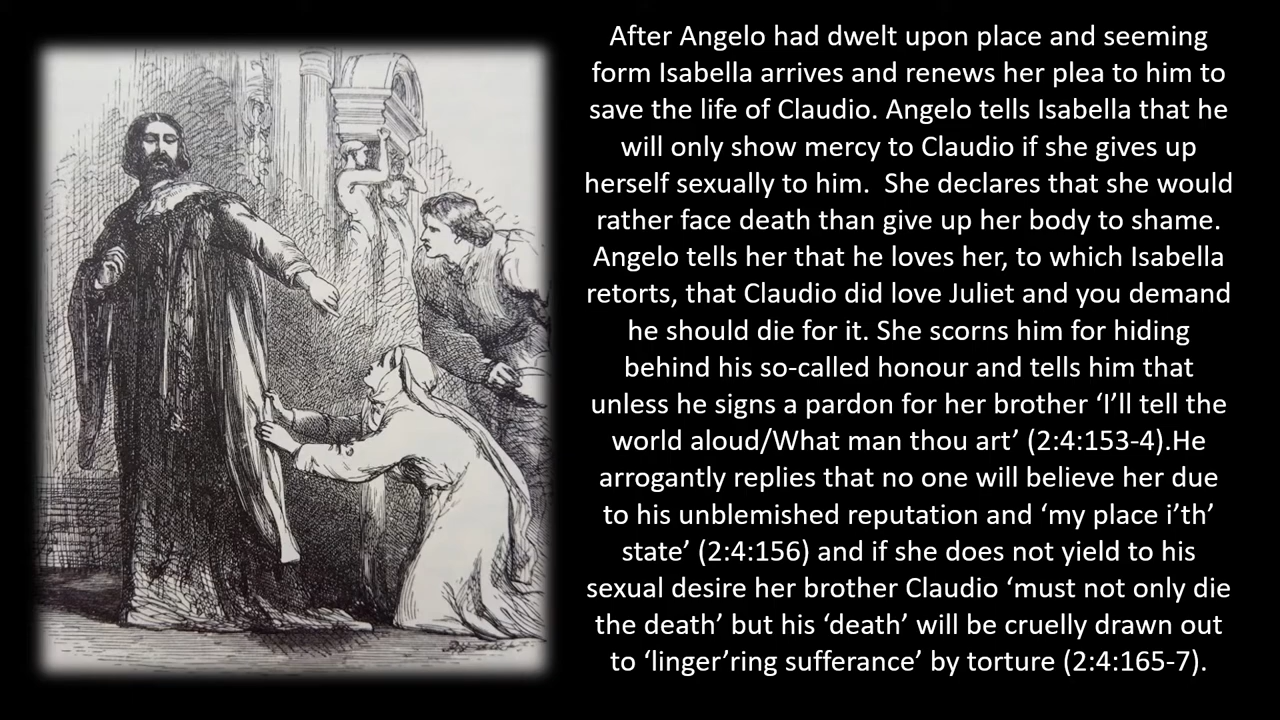 After Angelo had dwelt upon place and seeming
form Isabella arrives and renews her plea to him to
save the life of Claudio. Angelo tells Isabella that he
will only show mercy to Claudio if she gives up
herself sexually to him.  She declares that she would
rather face death than give up her body to shame.
Angelo tells her that he loves her, to which Isabella
retorts, that Claudio did love Juliet and you demand
he should die for it. She scorns him for hiding
behind his so-called honour and tells him that
unless he signs a pardon for her brother ‘I’ll tell the
world aloud/What man thou art’ (2:4:153-4).He
arrogantly replies that no one will believe her due
to his unblemished reputation and ‘my place i’th’
state’ (2:4:156) and if she does not yield to his
sexual desire her brother Claudio ‘must not only die
the death’ but his ‘death’ will be cruelly drawn out
to ‘linger’ring sufferance’ by torture (2:4:165-7).